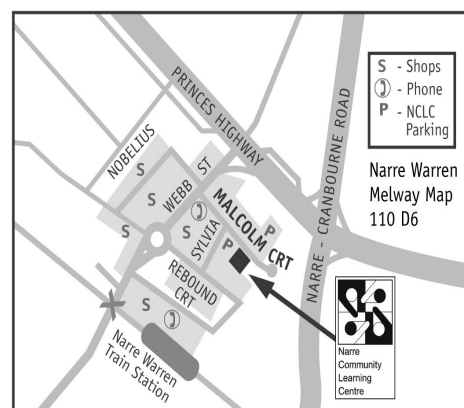 PRINCES HIGHWAY
NARRE - CRANBOURNE ROAD
S - Shops
- Phone
P - NCLC
Parking
Narre Warren
Melway Map
110 D6
NOBELIUS
S
S
S
S
WEBB ST
MALCOLM CRT
P
SYLVIA
P
REBOUND
CRT
S
Narre Warren
Train Station
Narre
Community
Learning
Centre